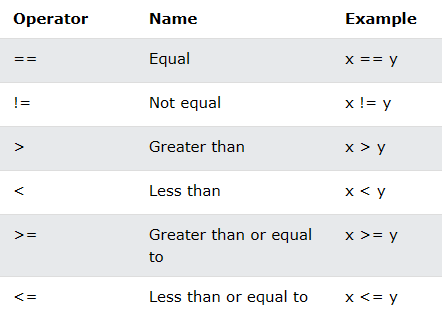 Operator Name Example
== Equal x == y
!= Not equal x != y
> Greater than x > y
< Less than x < y
>= Greater than or equal x >= y
to
<= Less than or equal to x <= y